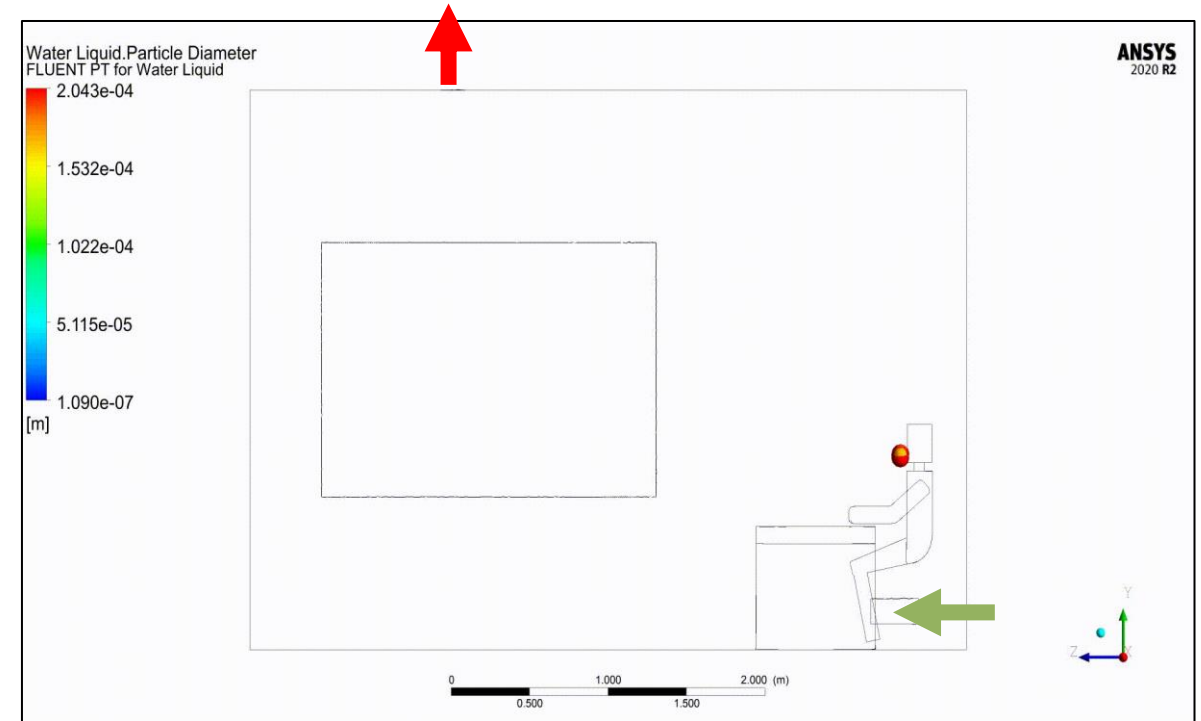 Water Liquid.Particle Diameter
FLUENT PT for Water Liquid
2.043e-04
1.532e-04
1.022e-04
5.115e-05
1.090e-07
[m]
ANSYS
2020 R2
Y
Z
X
0 1.000 2.000 (m)
0.500 1.500